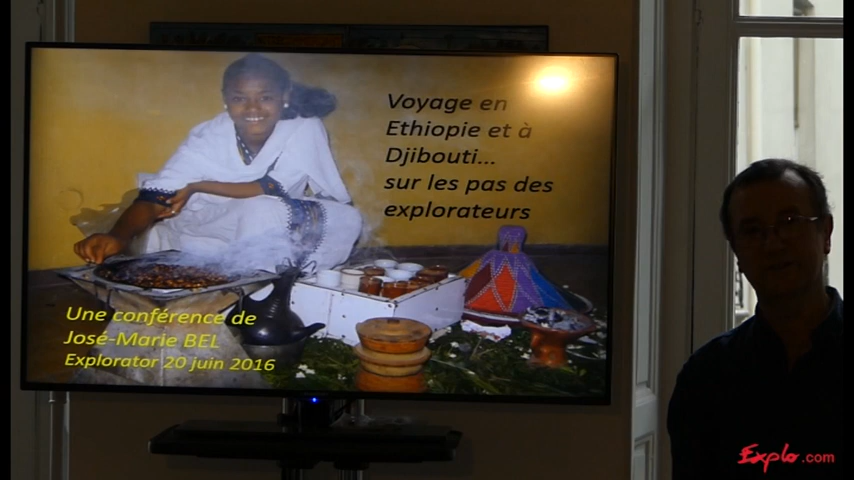 Voyage en
Ethiopie et à
Djibouti...
sur les pas des
explorateurs
Une conférence de
José-Marie BEL
Explorator 20 juin 2016
Explo.com